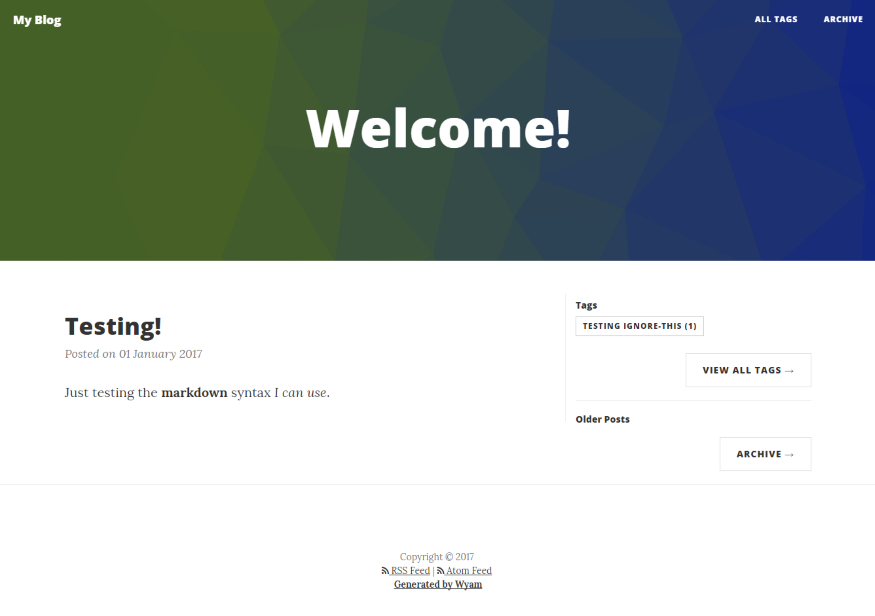 My Blog
ALL TAGS ARCHIVE
Welcome!
Testing!
Posted on 01 January 2017
Just testing the markdown syntax I can use.
Tags
TESTING IGNORE-THIS (1)
VIEW ALL TAGS →
Older Posts
ARCHIVE →
Copyright © 2017
RSS Feed | Atom Feed
Generated by Wyam